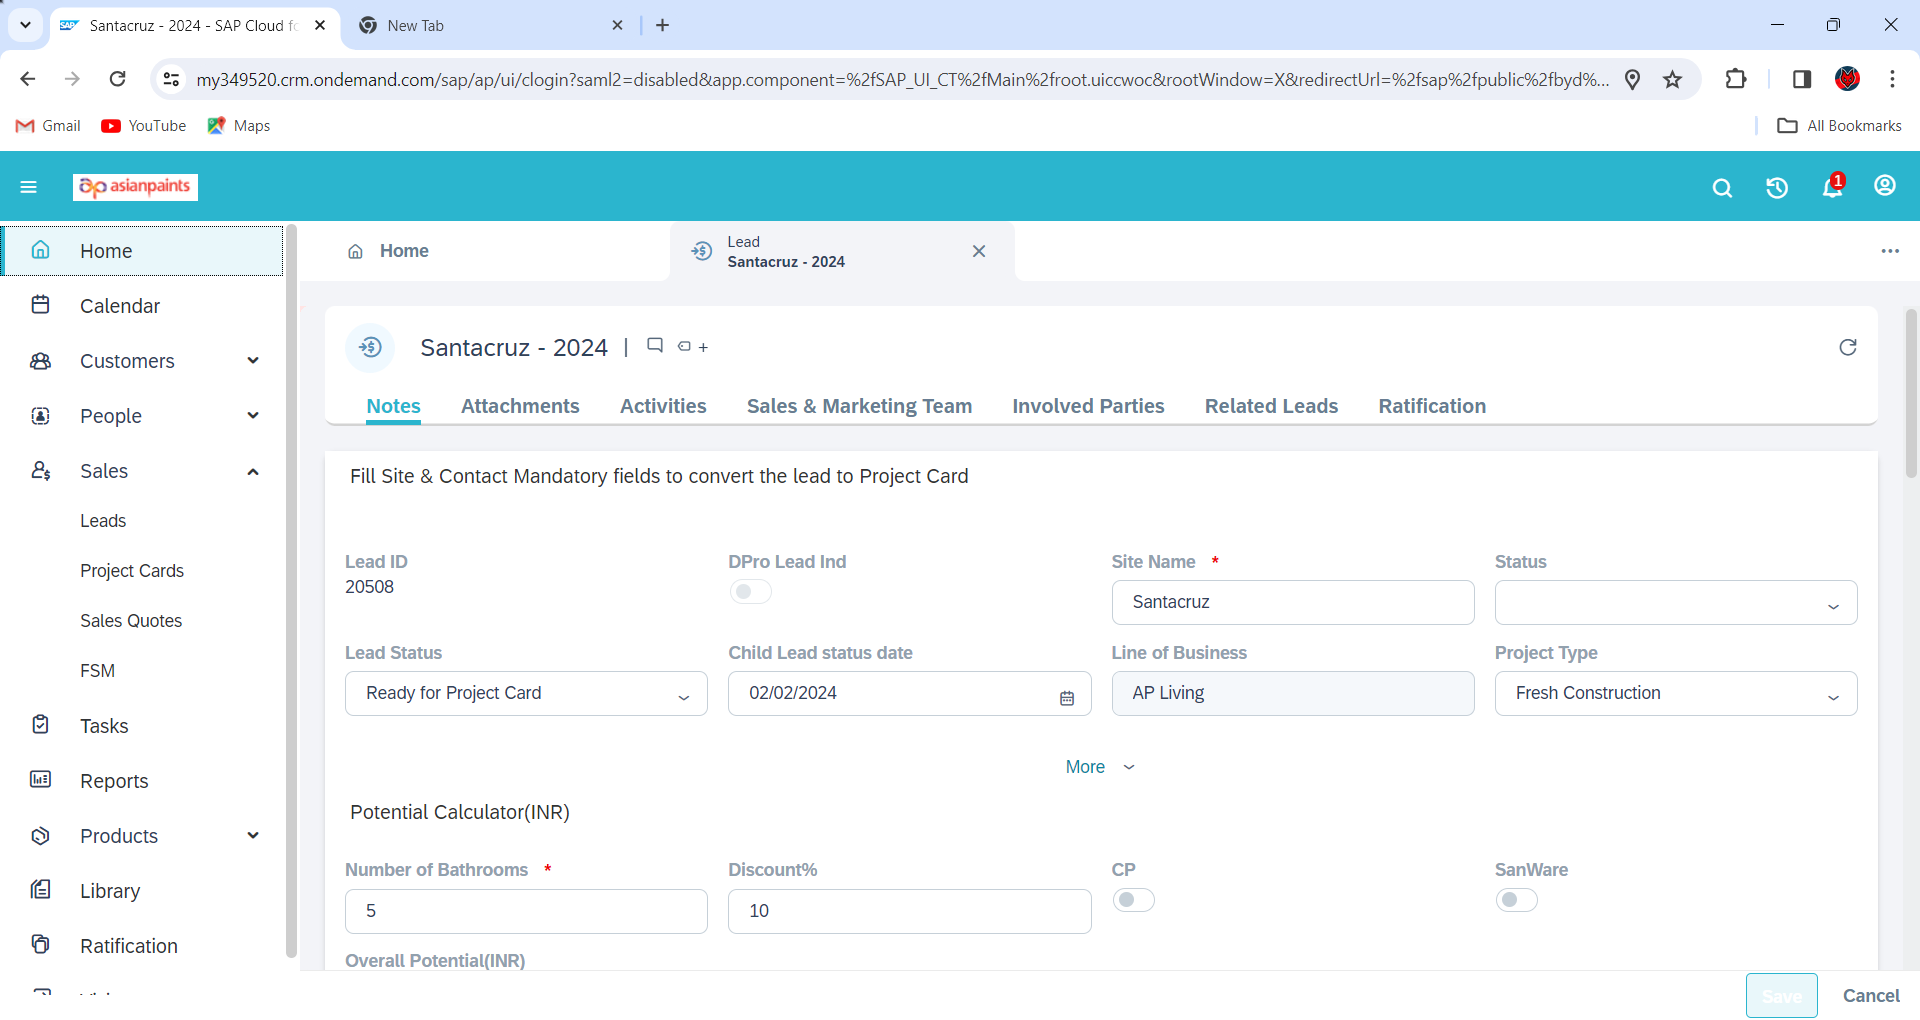 Santacruz - 2024 - SAP Cloud fo
New Tab
my349520.crm.ondemand.com/sap/ap/ui/clogin?saml2=disabled&app.component=%2fSAP_UI_CT%2fMain%2froot.uiccwoc&rootWindow=X&redirectUrl=%2fsap%2fpublic%2fbyd%...
Gmail YouTube Maps All Bookmarks
asianpaints
1
Home
Calendar
Customers
People
Sales
Leads
Project Cards
Sales Quotes
FSM
Tasks
Reports
Products
Library
Ratification
Home
Lead
Santacruz - 2024
Santacruz - 2024 |
Notes Attachments Activities Sales & Marketing Team Involved Parties Related Leads Ratification
Fill Site & Contact Mandatory fields to convert the lead to Project Card
Lead ID
20508
DPro Lead Ind
Site Name *
Santacruz
Status
Lead Status
Ready for Project Card
Child Lead status date
02/02/2024
Line of Business
AP Living
Project Type
Fresh Construction
More
Potential Calculator(INR)
Number of Bathrooms *
5
Discount%
10
CP
SanWare
Overall Potential(INR)
Save Cancel